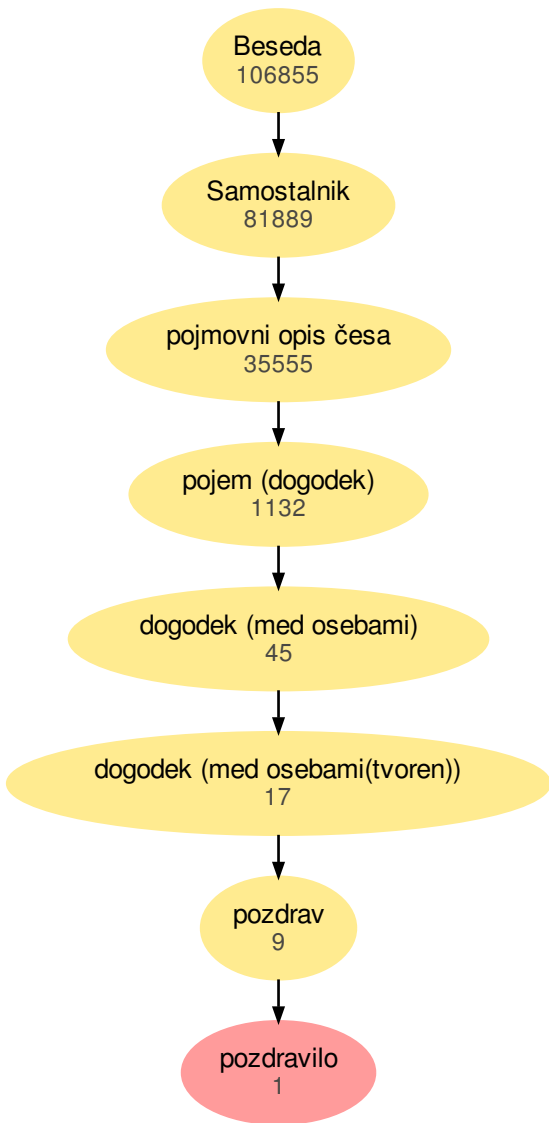 Beseda
106855
Samostalnik
81889
pojmovni opis česa
35555
pojem (dogodek)
1132
dogodek (med osebami)
45
dogodek (med osebami(tvoren))
17
pozdrav
9
pozdravilo
1